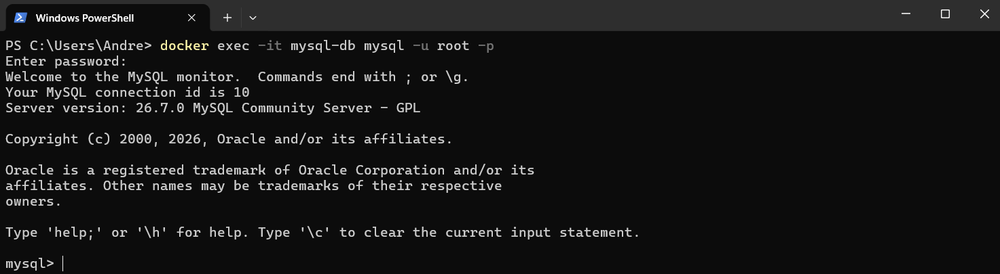 Windows PowerShell
PS C:\Users\Andre> docker exec -it mysql-db mysql -u root -p
Enter password:
Welcome to the MySQL monitor.  Commands end with ; or \g.
Your MySQL connection id is 10
Server version: 26.7.0 MySQL Community Server - GPL
Copyright (c) 2000, 2026, Oracle and/or its affiliates.
Oracle is a registered trademark of Oracle Corporation and/or its
affiliates. Other names may be trademarks of their respective
owners.
Type 'help;' or '\h' for help. Type '\c' to clear the current input statement.
mysql>